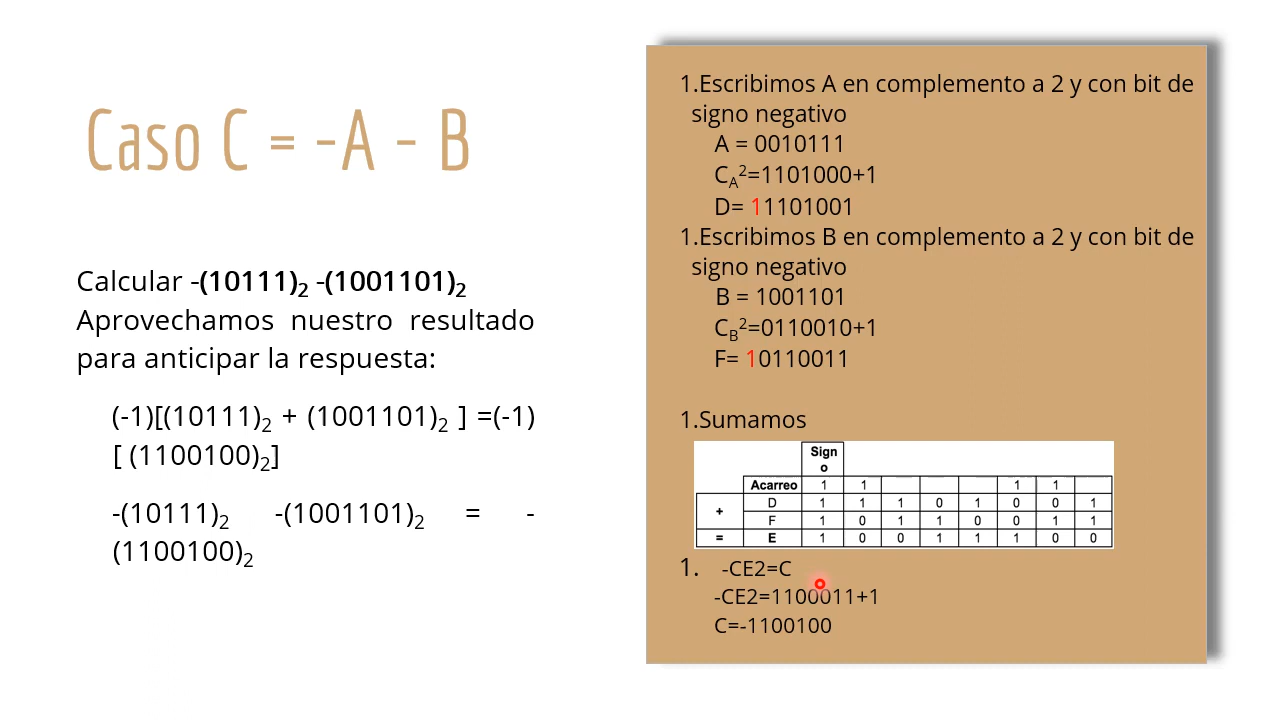 Caso C = -A - B
Calcular -(10111)₂ -(1001101)₂
Aprovechamos nuestro resultado
para anticipar la respuesta:
(-1)[(10111)₂ + (1001101)₂ ] =(-1)
[ (1100100)₂]
-(10111)₂ -(1001101)₂ = -
(1100100)₂
1.Escribimos A en complemento a 2 y con bit de
signo negativo
A = 0010111
C_A²=1101000+1
D= 11101001
1.Escribimos B en complemento a 2 y con bit de
signo negativo
B = 1001101
C_B²=0110010+1
F= 10110011
1.Sumamos
Sign
o
Acarreo 1 1 1 1
+
D 1 1 1 0 1 0 0 1
F 1 0 1 1 0 0 1 1
= E 1 0 0 1 1 1 0 0
1. -CE2=C
-CE2=1100011+1
C=-1100100